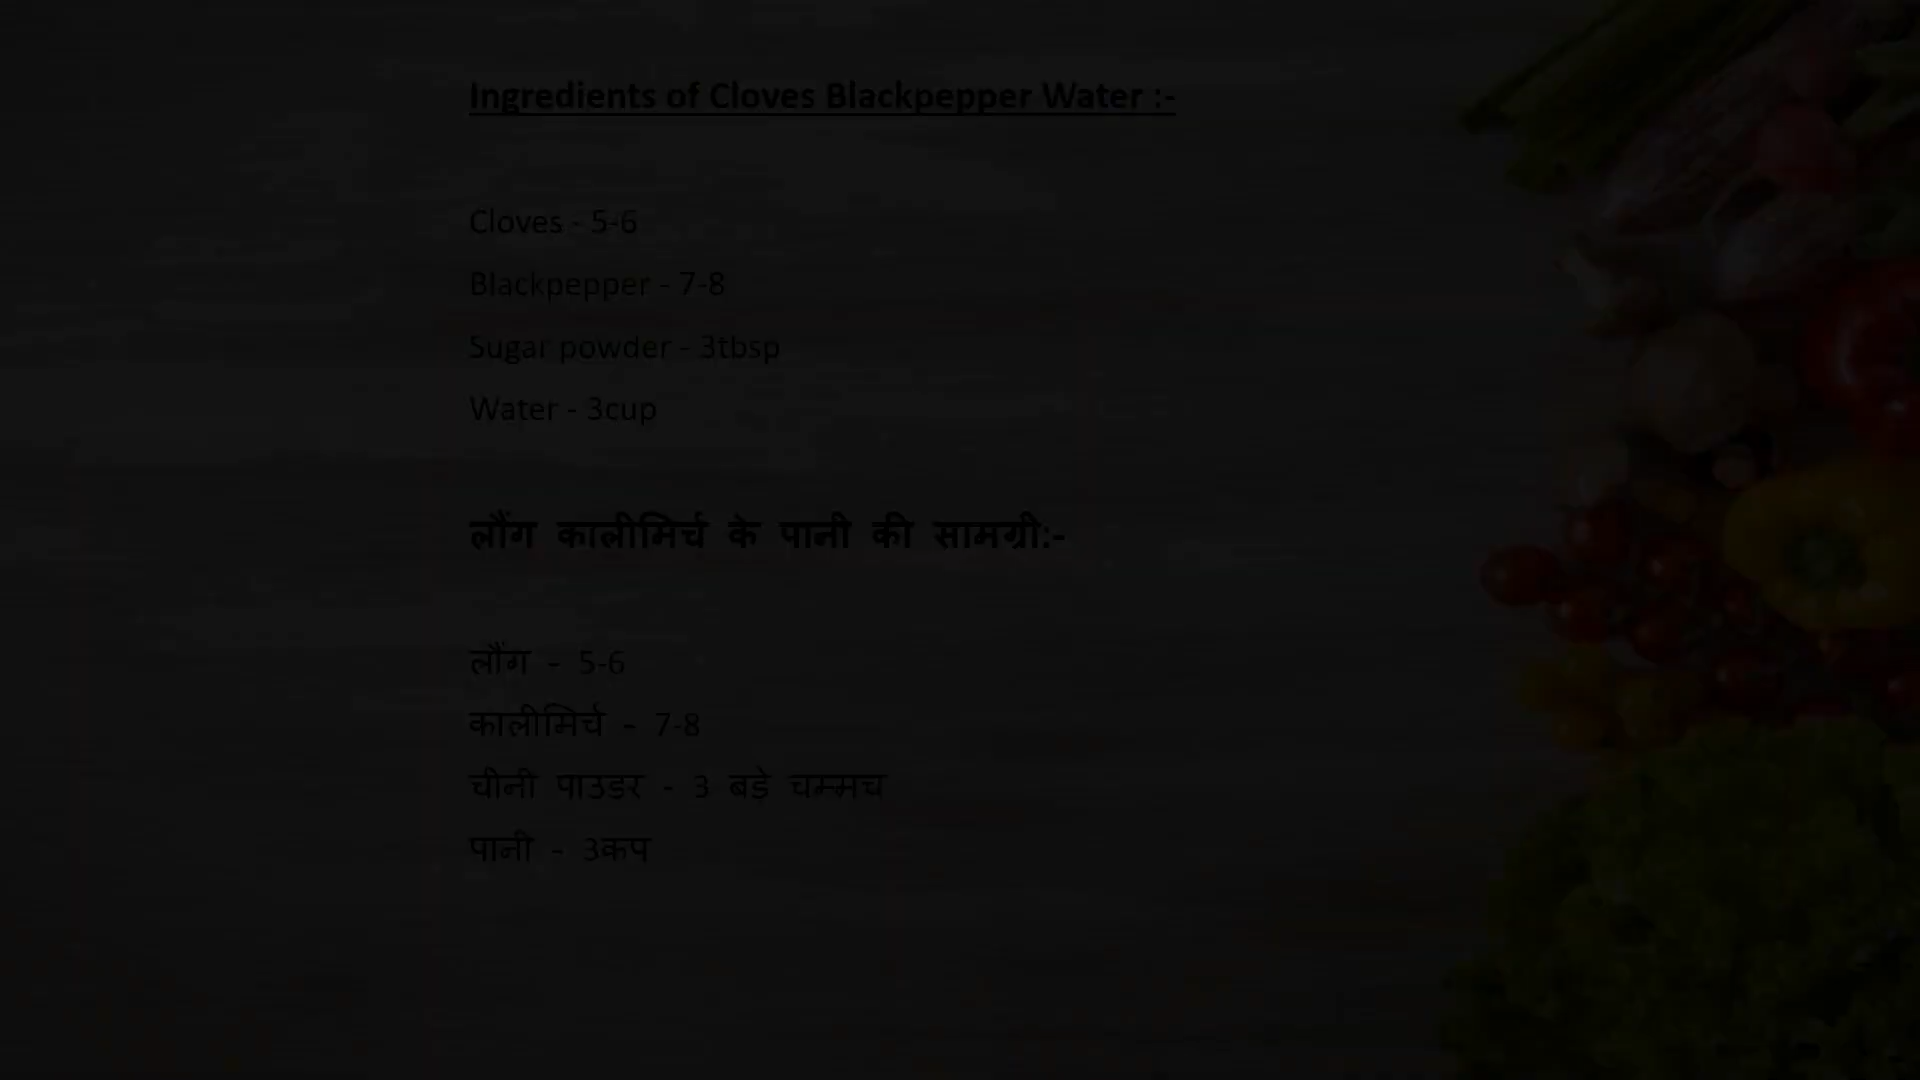 Ingredients of Cloves Blackpepper Water :-
Cloves - 5-6
Blackpepper - 7-8
Sugar powder - 3tbsp
Water - 3cup
लौंग कालीमिर्च के पानी की सामग्री:-
लौंग - 5-6
कालीमिर्च - 7-8
चीनी पाउडर - 3 बडे चम्मच
पानी - 3कप